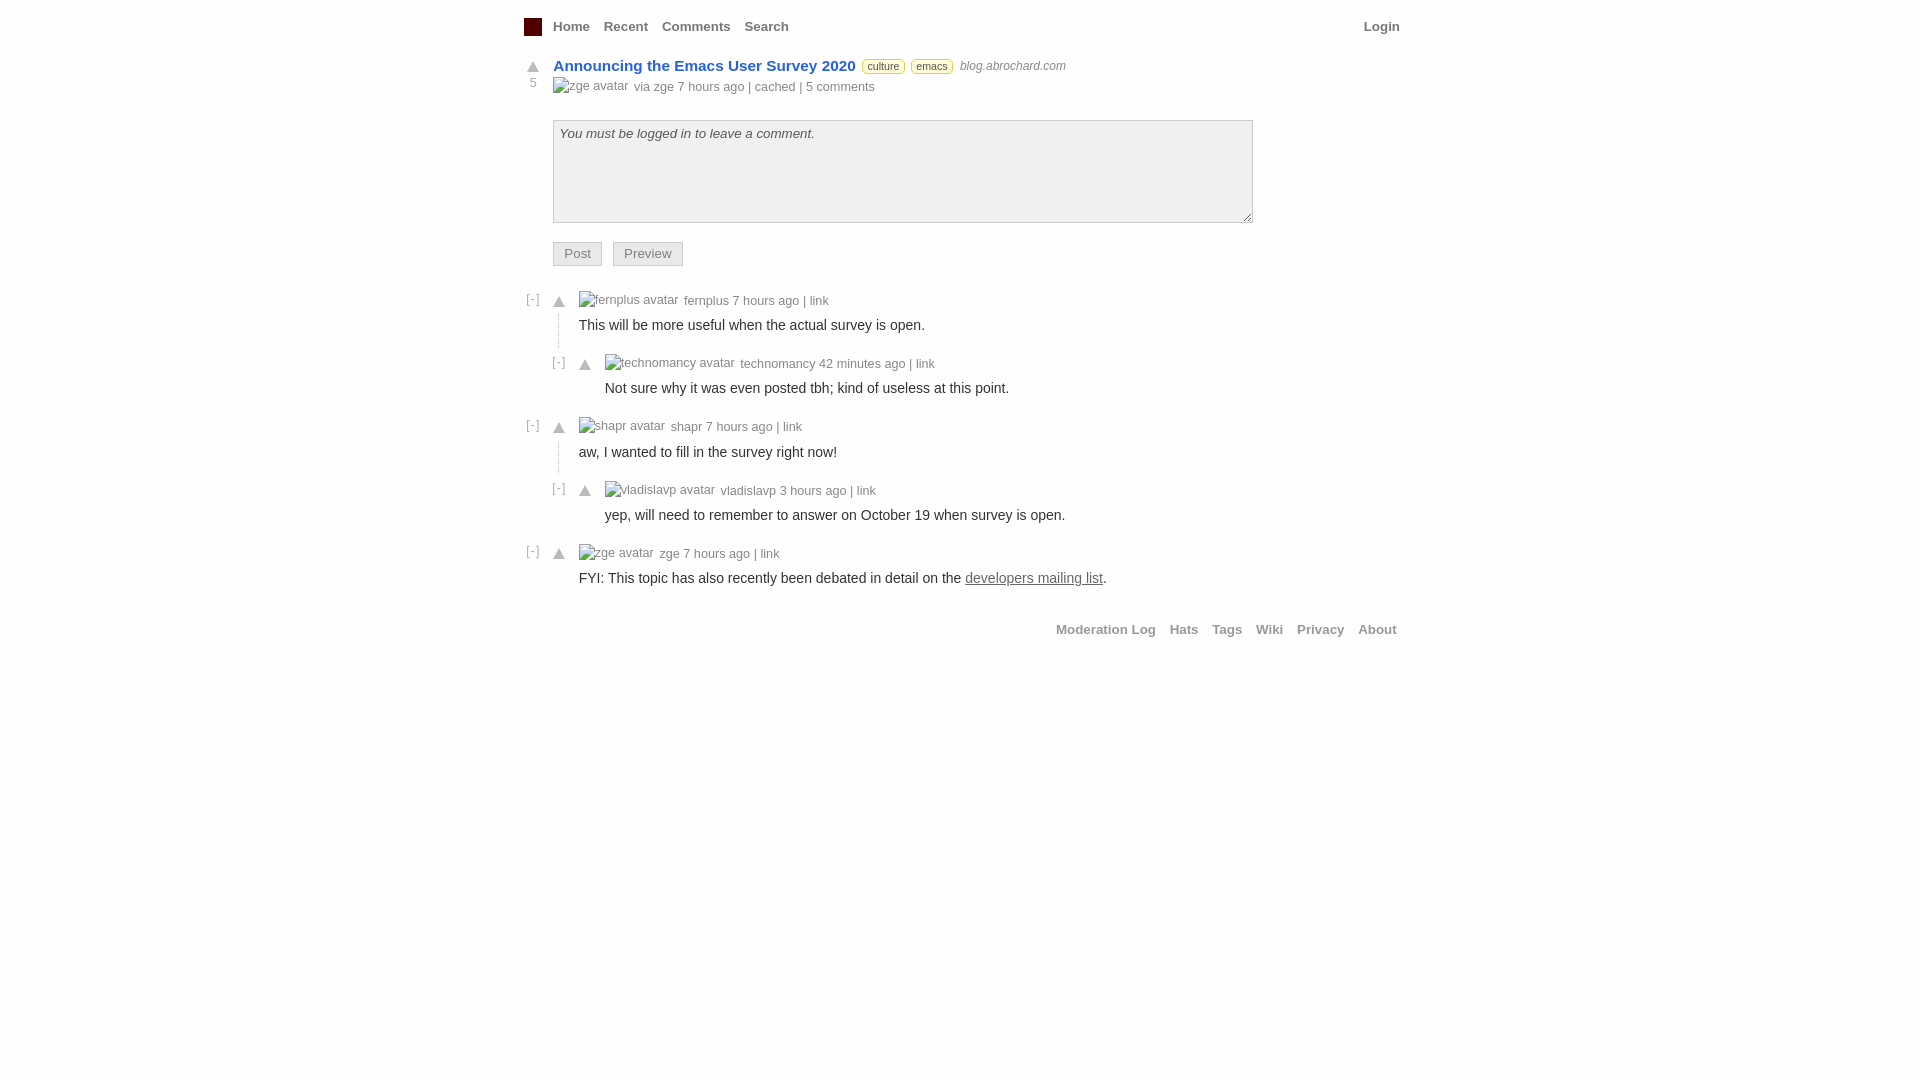 Home Recent Comments Search Login
Announcing the Emacs User Survey 2020 culture emacs blog.abrochard.com
5
zge avatar via zge 7 hours ago | cached | 5 comments
You must be logged in to leave a comment.
Post Preview
[-] fernplus avatar fernplus 7 hours ago | link
This will be more useful when the actual survey is open.
[-] technomancy avatar technomancy 42 minutes ago | link
Not sure why it was even posted tbh; kind of useless at this point.
[-] shapr avatar shapr 7 hours ago | link
aw, I wanted to fill in the survey right now!
[-] vladislavp avatar vladislavp 3 hours ago | link
yep, will need to remember to answer on October 19 when survey is open.
[-] zge avatar zge 7 hours ago | link
FYI: This topic has also recently been debated in detail on the developers mailing list.
Moderation Log Hats Tags Wiki Privacy About